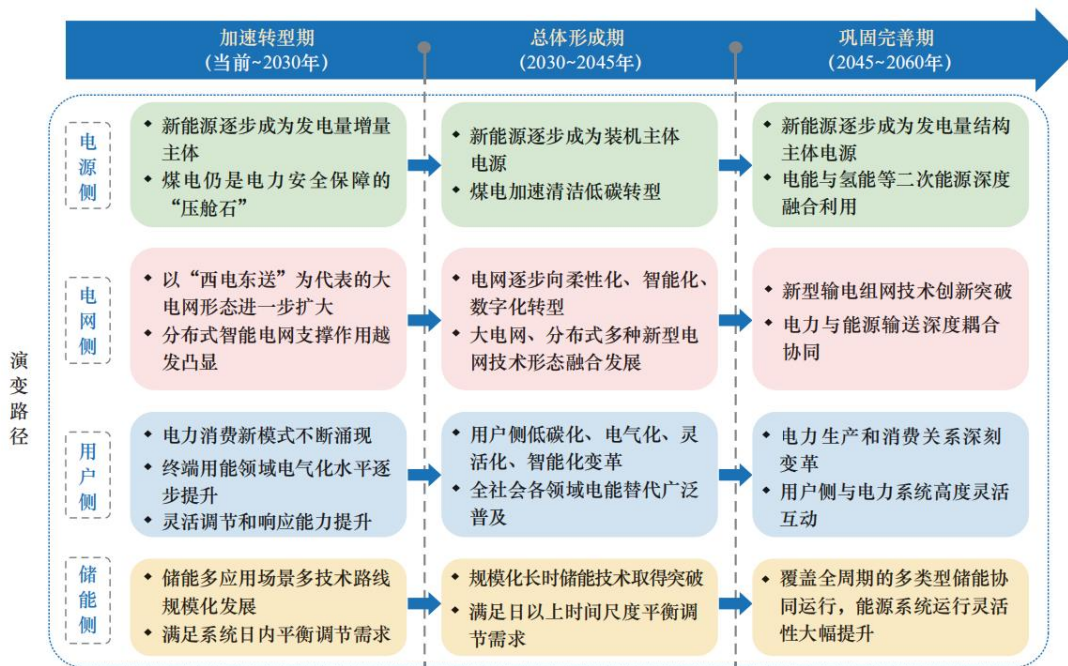 加速转型期
(当前~2030年)
总体形成期
(2030~2045年)
巩固完善期
(2045~2060年)
演变路径
电源侧
◆ 新能源逐步成为发电量增量
主体
◆ 煤电仍是电力安全保障的
“压舱石”
◆ 新能源逐步成为装机主体
电源
◆ 煤电加速清洁低碳转型
◆ 新能源逐步成为发电量结构
主体电源
◆ 电能与氢能等二次能源深度
融合利用
电网侧
◆ 以“西电东送”为代表的大
电网形态进一步扩大
◆ 分布式智能电网支撑作用越
发凸显
◆ 电网逐步向柔性化、智能化、
数字化转型
◆ 大电网、分布式多种新型电
网技术形态融合发展
◆ 新型输电组网技术创新突破
◆ 电力与能源输送深度耦合
协同
用户侧
◆ 电力消费新模式不断涌现
◆ 终端用能领域电气化水平逐
步提升
◆ 灵活调节和响应能力提升
◆ 用户侧低碳化、电气化、灵
活化、智能化变革
◆ 全社会各领域电能替代广泛
普及
◆ 电力生产和消费关系深刻
变革
◆ 用户侧与电力系统高度灵活
互动
储能侧
◆ 储能多应用场景多技术路线
规模化发展
◆ 满足系统日内平衡调节需求
◆ 规模化长时储能技术取得突破
◆ 满足日以上时间尺度平衡调
节需求
◆ 覆盖全周期的多类型储能协
同运行，能源系统运行灵活
性大幅提升